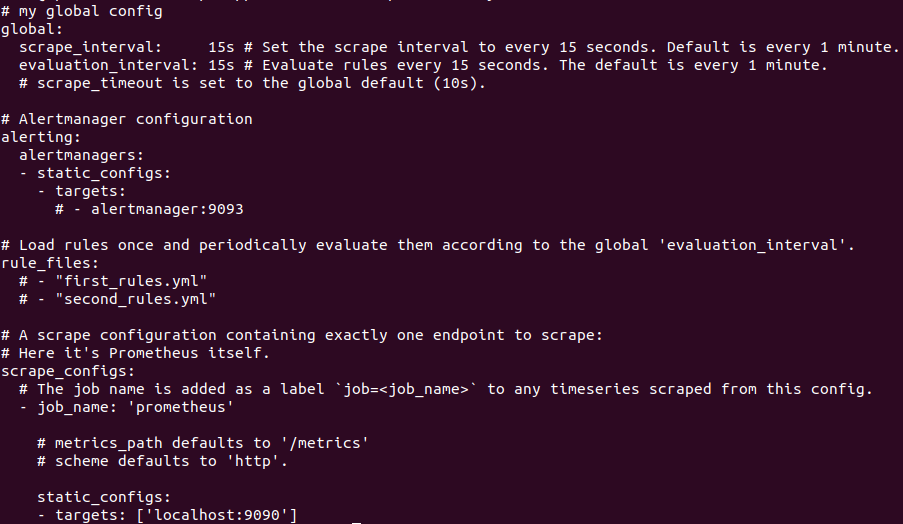 # my global config
global:
  scrape_interval:     15s # Set the scrape interval to every 15 seconds. Default is every 1 minute.
  evaluation_interval: 15s # Evaluate rules every 15 seconds. The default is every 1 minute.
  # scrape_timeout is set to the global default (10s).

# Alertmanager configuration
alerting:
  alertmanagers:
  - static_configs:
    - targets:
      # - alertmanager:9093

# Load rules once and periodically evaluate them according to the global 'evaluation_interval'.
rule_files:
  # - "first_rules.yml"
  # - "second_rules.yml"

# A scrape configuration containing exactly one endpoint to scrape:
# Here it's Prometheus itself.
scrape_configs:
  # The job name is added as a label `job=<job_name>` to any timeseries scraped from this config.
  - job_name: 'prometheus'

    # metrics_path defaults to '/metrics'
    # scheme defaults to 'http'.

    static_configs:
    - targets: ['localhost:9090']